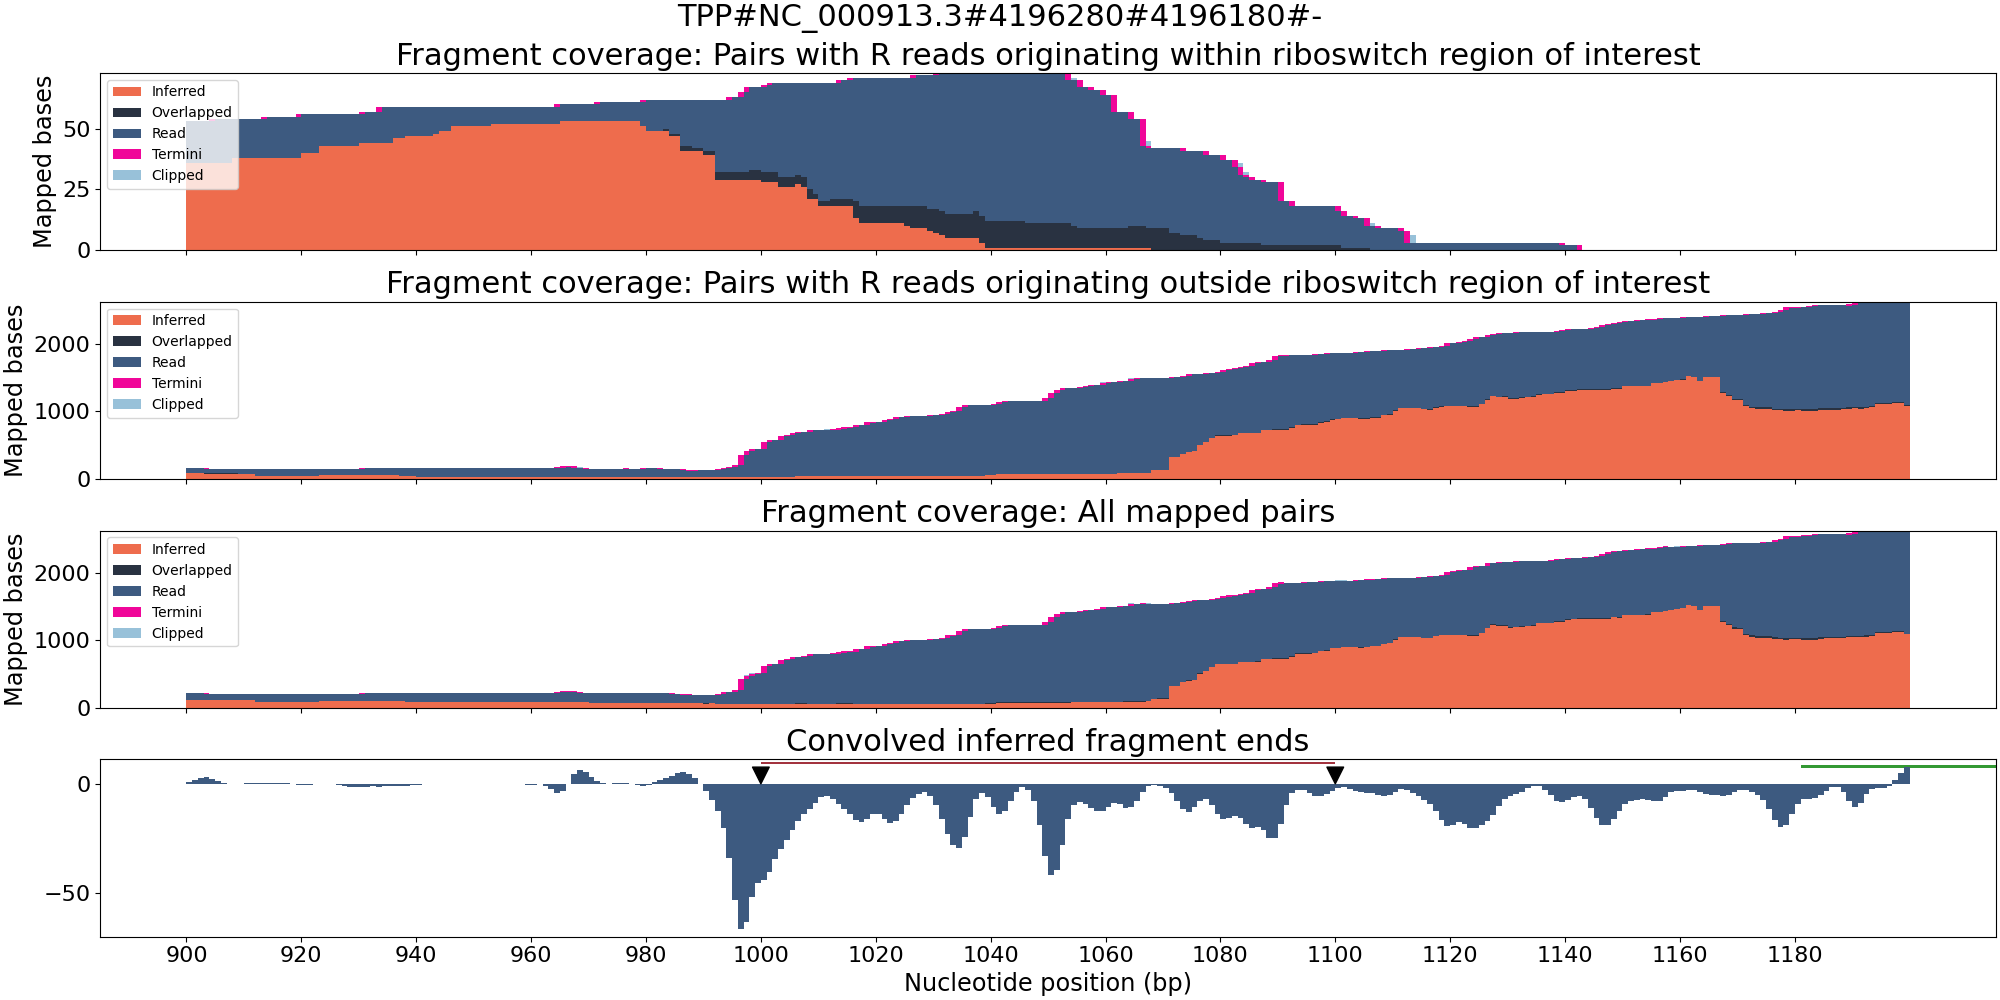 TPP#NC_000913.3#4196280#4196180#-
Fragment coverage: Pairs with R reads originating within riboswitch region of interest
Mapped bases
50
25
0
Inferred
Overlapped
Read
Termini
Clipped
Fragment coverage: Pairs with R reads originating outside riboswitch region of interest
Mapped bases
2000
1000
0
Inferred
Overlapped
Read
Termini
Clipped
Fragment coverage: All mapped pairs
Mapped bases
2000
1000
0
Inferred
Overlapped
Read
Termini
Clipped
Convolved inferred fragment ends
0
−50
900 920 940 960 980 1000 1020 1040 1060 1080 1100 1120 1140 1160 1180
Nucleotide position (bp)